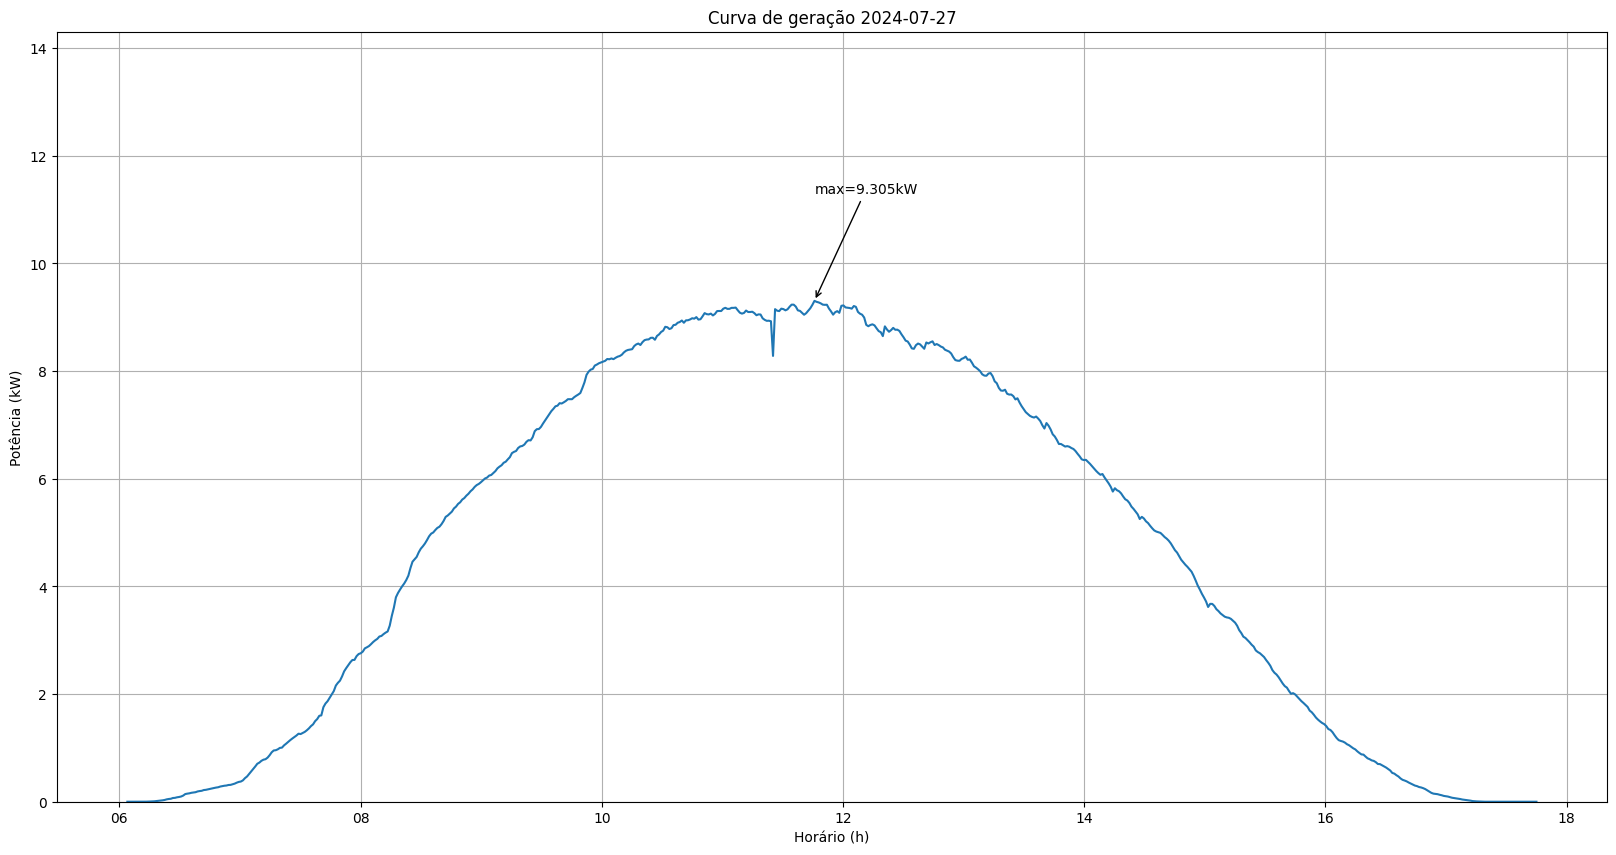 Curva de geração 2024-07-27
14
12
max=9.305kW
10
8
Potência (kW)
6
4
2
0
06 08 10 12 14 16 18
Horário (h)